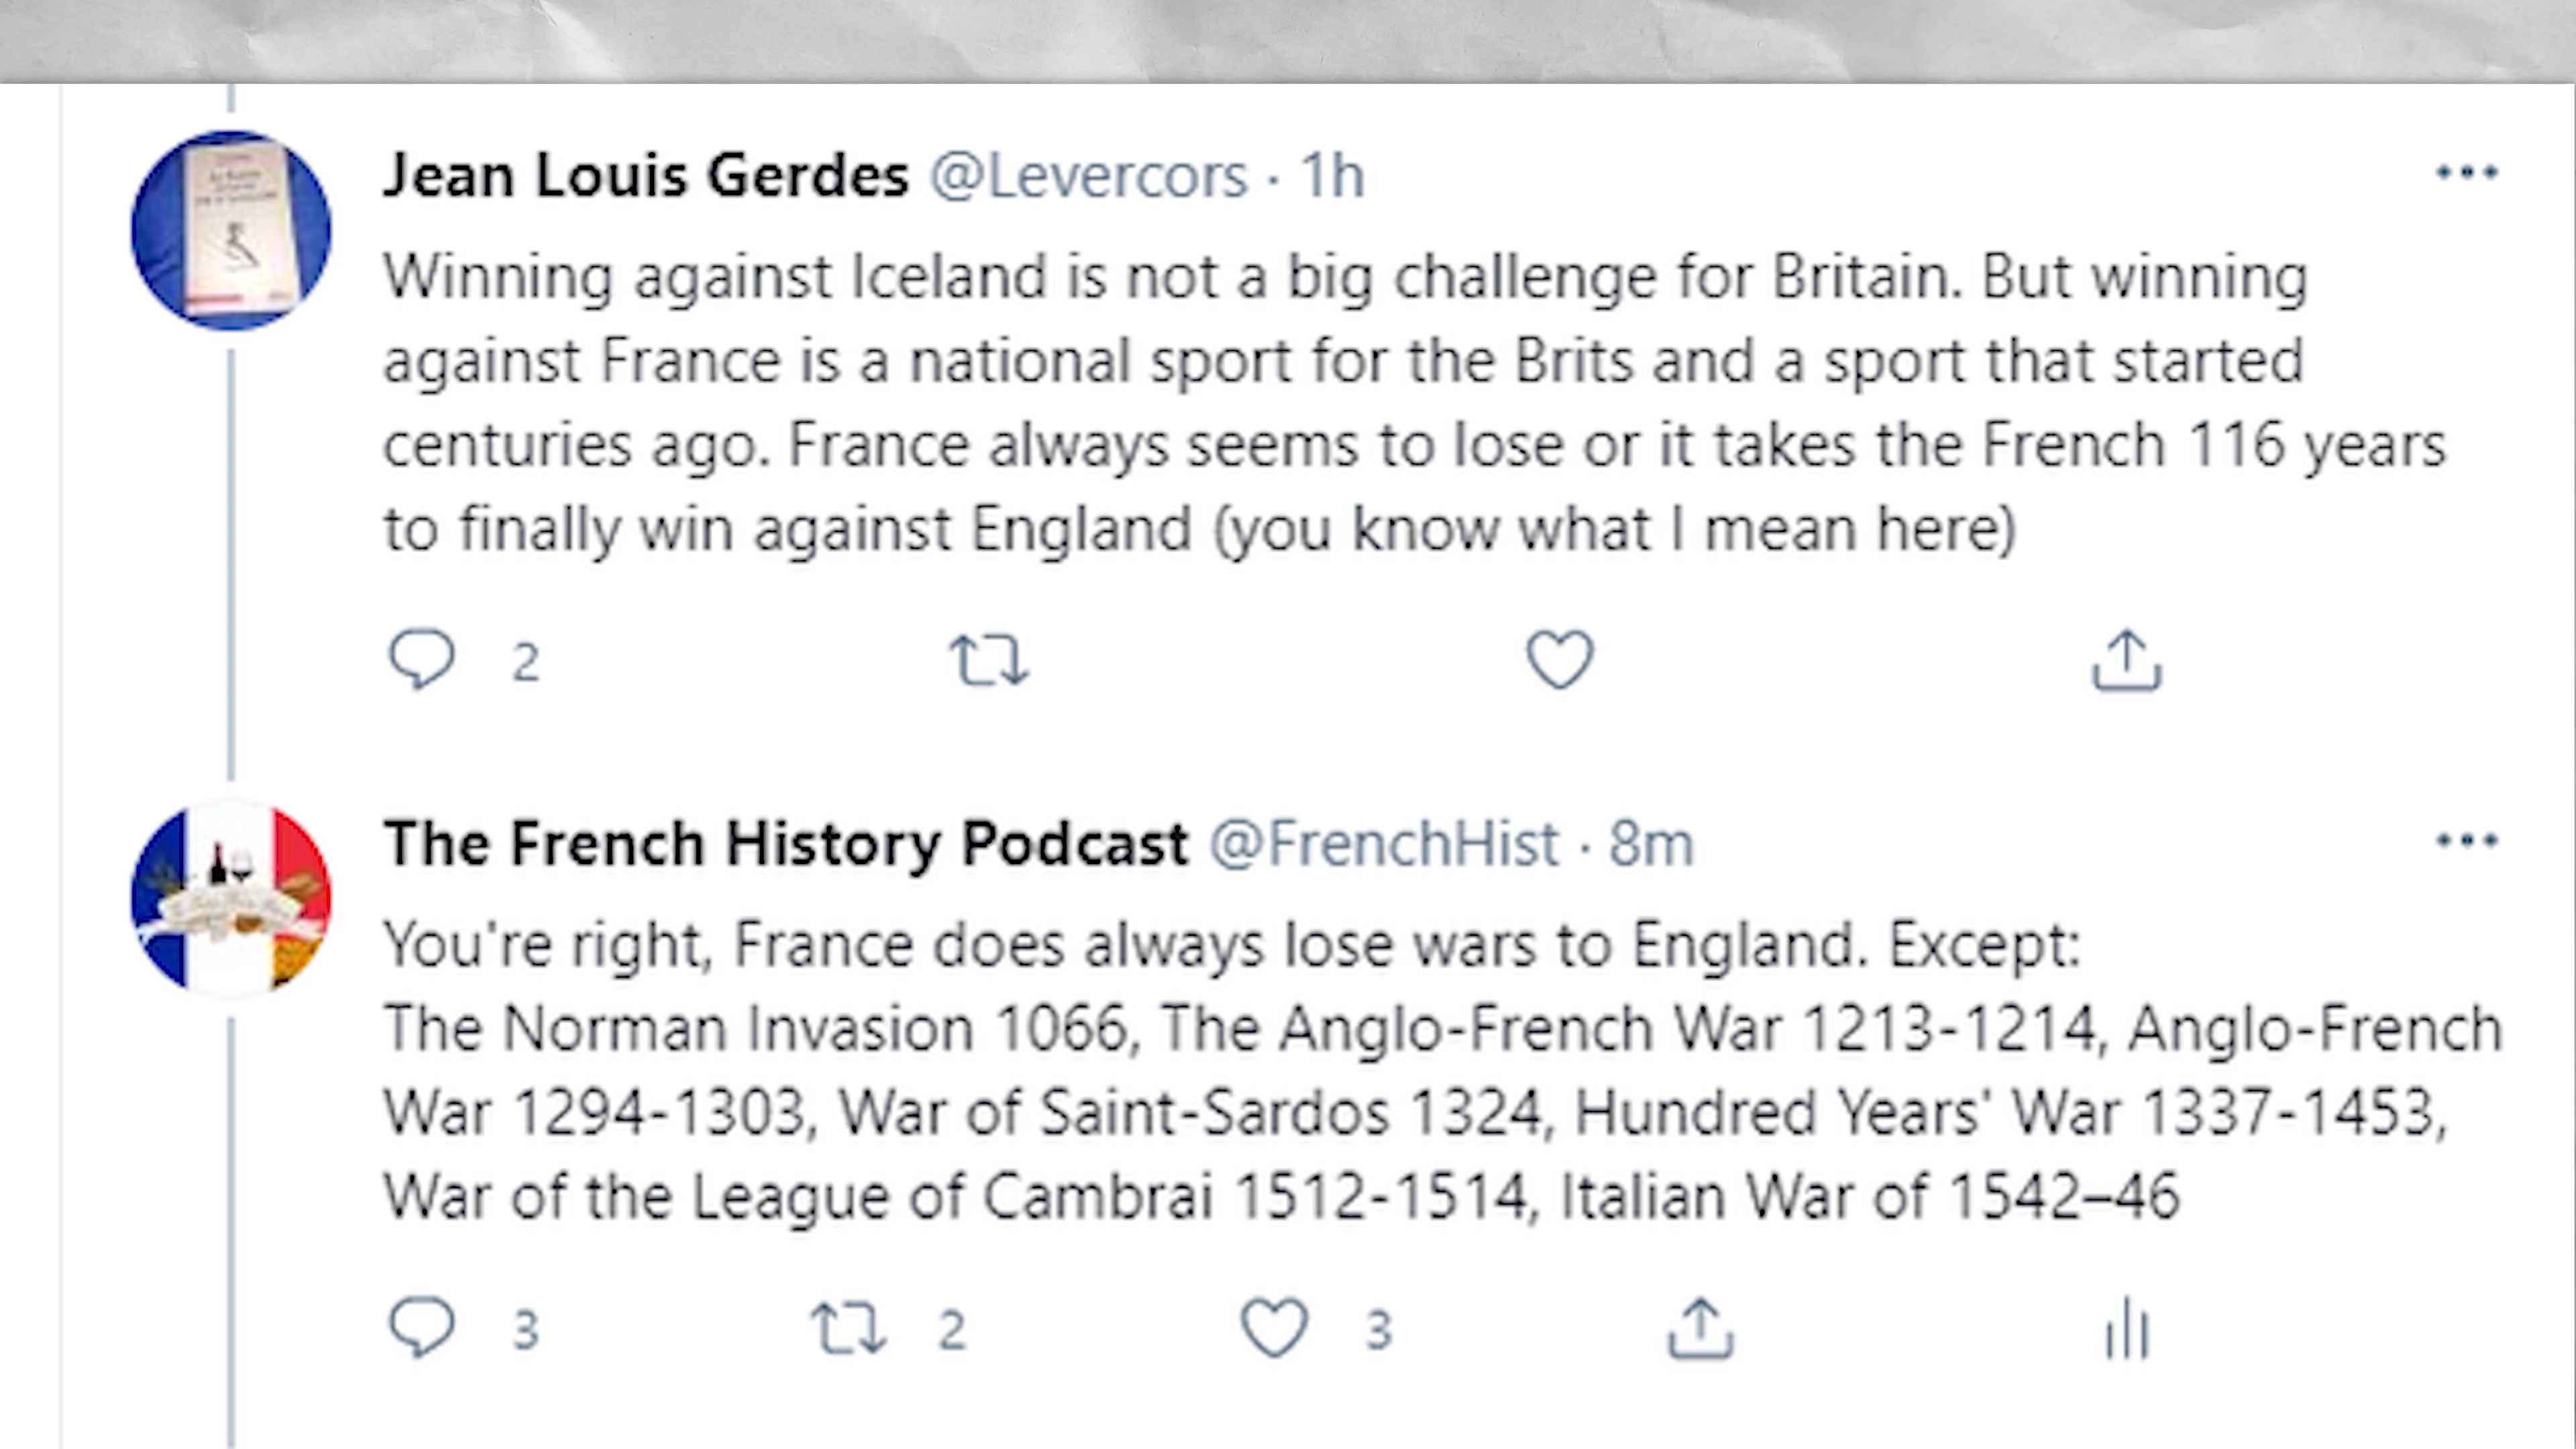 Jean Louis Gerdes @Levercors · 1h
Winning against Iceland is not a big challenge for Britain. But winning
against France is a national sport for the Brits and a sport that started
centuries ago. France always seems to lose or it takes the French 116 years
to finally win against England (you know what I mean here)
2
The French History Podcast @FrenchHist · 8m
You're right, France does always lose wars to England. Except:
The Norman Invasion 1066, The Anglo-French War 1213-1214, Anglo-French
War 1294-1303, War of Saint-Sardos 1324, Hundred Years' War 1337-1453,
War of the League of Cambrai 1512-1514, Italian War of 1542–46
3 2 3